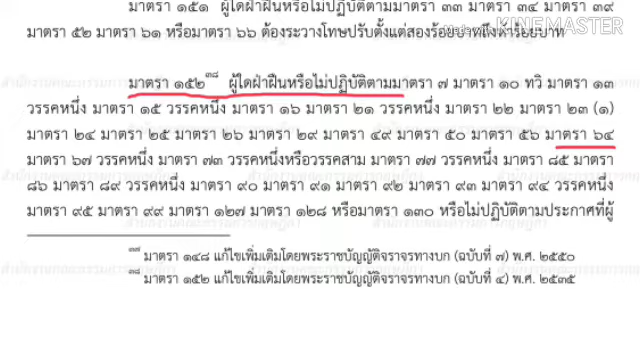 มาตรา ๑๕๑ ผู้ใดฝ่าฝืนหรือไม่ปฏิบัติตามมาตรา ๓๓ มาตรา ๓๔ มาตรา ๓๙
มาตรา ๕๒ มาตรา ๖๑ หรือมาตรา ๖๖ ต้องระวางโทษปรับตั้งแต่สองร้อยบาทถึงห้าร้อยบาท
Made with KINEMASTER
มาตรา ๑๕๒๓๘ ผู้ใดฝ่าฝืนหรือไม่ปฏิบัติตามมาตรา ๗ มาตรา ๑๐ ทวิ มาตรา ๑๓
วรรคหนึ่ง มาตรา ๑๕ วรรคหนึ่ง มาตรา ๑๖ มาตรา ๒๑ วรรคหนึ่ง มาตรา ๒๒ มาตรา ๒๓ (๑)
มาตรา ๒๔ มาตรา ๒๕ มาตรา ๒๖ มาตรา ๒๙ มาตรา ๔๙ มาตรา ๕๐ มาตรา ๕๖ มาตรา ๖๔
มาตรา ๖๗ วรรคหนึ่ง มาตรา ๗๓ วรรคหนึ่งหรือวรรคสาม มาตรา ๗๗ วรรคหนึ่ง มาตรา ๘๕ มาตรา
๘๖ มาตรา ๘๙ วรรคหนึ่ง มาตรา ๙๐ มาตรา ๙๑ มาตรา ๙๒ มาตรา ๙๓ มาตรา ๙๔ วรรคหนึ่ง
มาตรา ๙๕ มาตรา ๙๙ มาตรา ๑๒๗ มาตรา ๑๒๘ หรือมาตรา ๑๓๐ หรือไม่ปฏิบัติตามประกาศที่ผู้
๓๗ มาตรา ๑๔๘ แก้ไขเพิ่มเติมโดยพระราชบัญญัติจราจรทางบก (ฉบับที่ ๗) พ.ศ. ๒๕๕๐
๓๘ มาตรา ๑๕๒ แก้ไขเพิ่มเติมโดยพระราชบัญญัติจราจรทางบก (ฉบับที่ ๔) พ.ศ. ๒๕๓๕